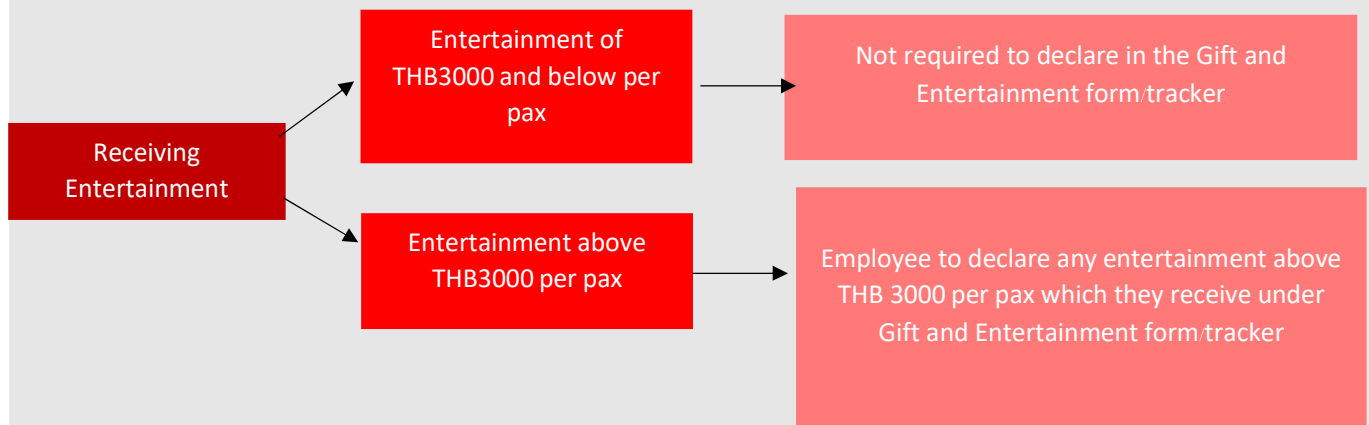 Receiving
Entertainment
Entertainment of
THB3000 and below per
pax
Not required to declare in the Gift and
Entertainment form/tracker
Entertainment above
THB3000 per pax
Employee to declare any entertainment above
THB 3000 per pax which they receive under
Gift and Entertainment form/tracker